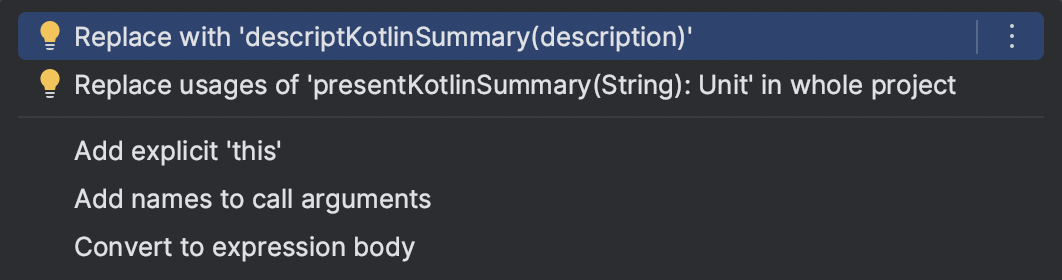 Replace with 'descriptKotlinSummary(description)'
Replace usages of 'presentKotlinSummary(String): Unit' in whole project
Add explicit 'this'
Add names to call arguments
Convert to expression body